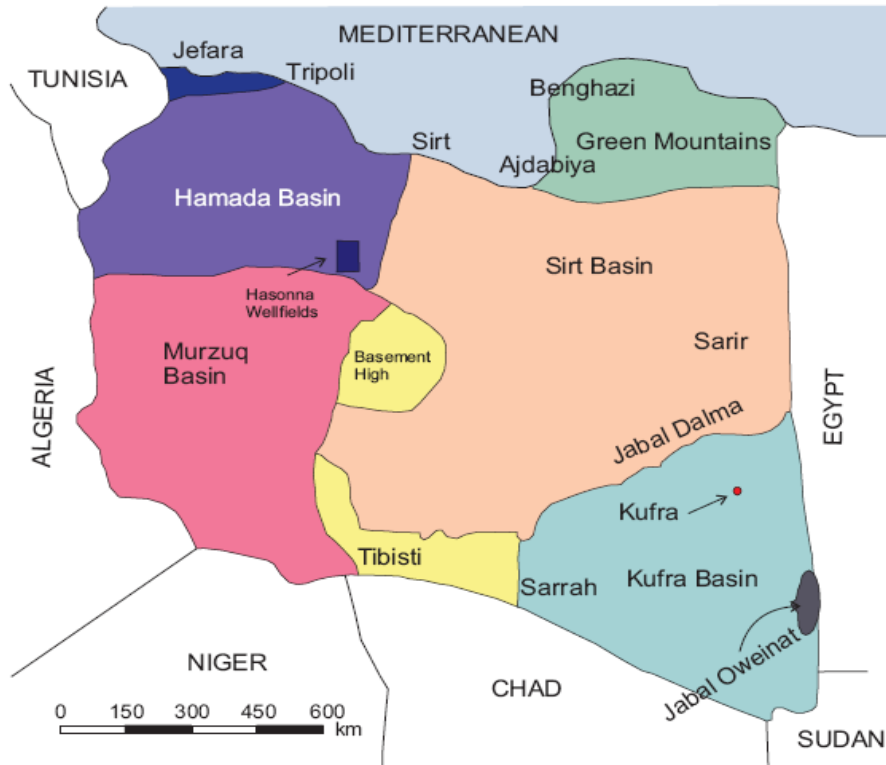 MEDITERRANEAN
Jefara
TUNISIA
Tripoli
Benghazi
Sirt
Green Mountains
Ajdabiya
Hamada Basin
Sirt Basin
Hasonna
Wellfields
Sarir
Murzuq
Basin
Basement
High
ALGERIA
EGYPT
Jabal Dalma
Kufra
Tibisti
Sarrah
Kufra Basin
Jabal Oweinat
NIGER
CHAD
SUDAN
0 150 300 450 600
km